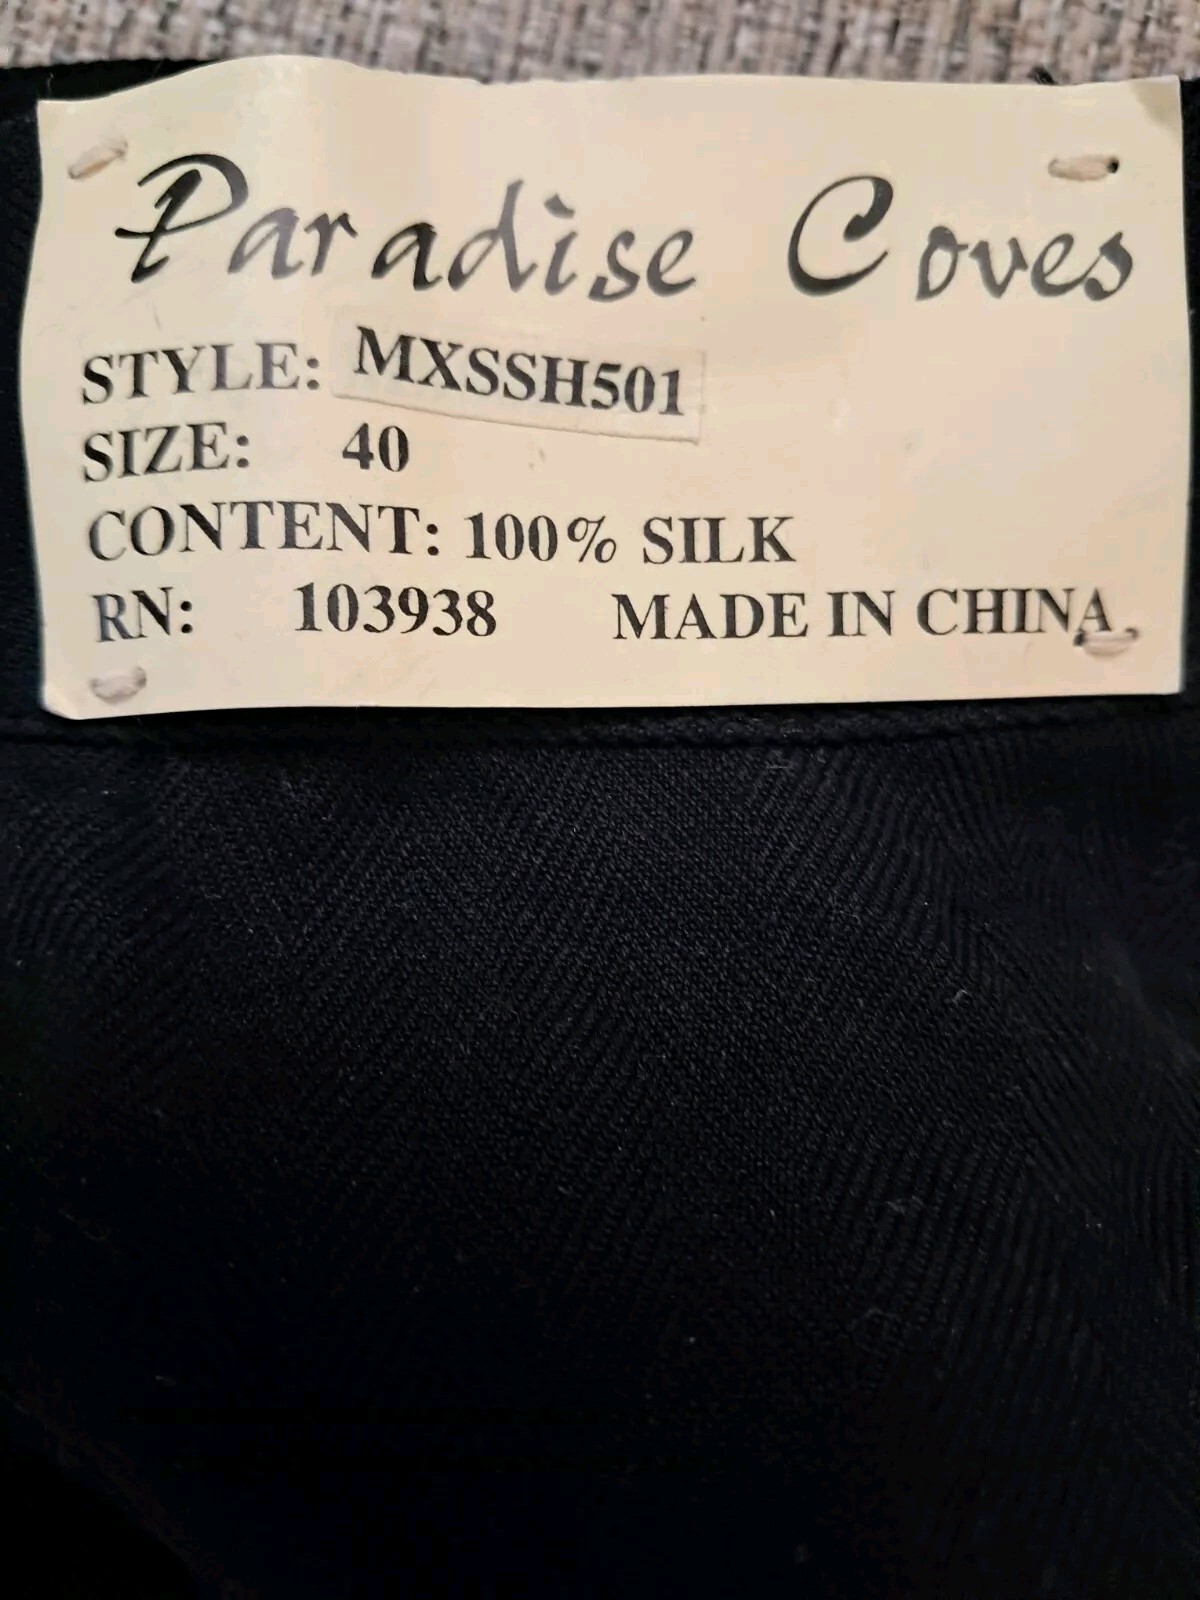 Paradise Coves
STYLE: MXSSH501
SIZE: 40
CONTENT: 100% SILK
RN: 103938 MADE IN CHINA